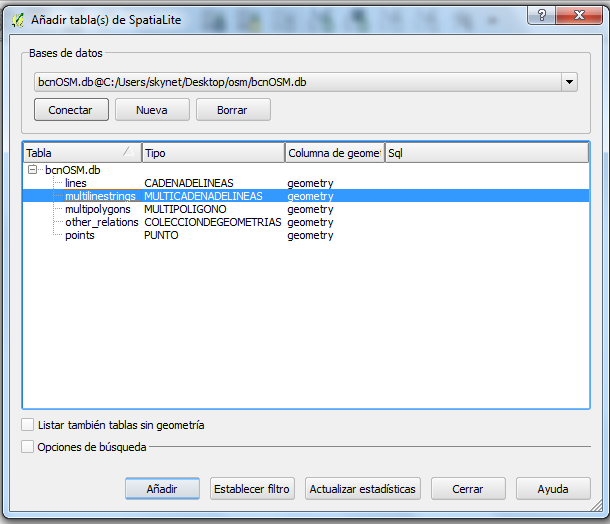 Añadir tabla(s) de SpatiaLite
Bases de datos
bcnOSM.db@C:/Users/skynet/Desktop/osm/bcnOSM.db
Conectar Nueva Borrar
Tabla Tipo Columna de geomet Sql
bcnOSM.db
lines CADENADELINEAS geometry
multilinestrings MULTICADENADELINEAS geometry
multipolygons MULTIPOLIGONO geometry
other_relations COLECCIONDEGEOMETRIAS geometry
points PUNTO geometry
Listar también tablas sin geometría
Opciones de búsqueda
Añadir Establecer filtro Actualizar estadísticas Cerrar Ayuda